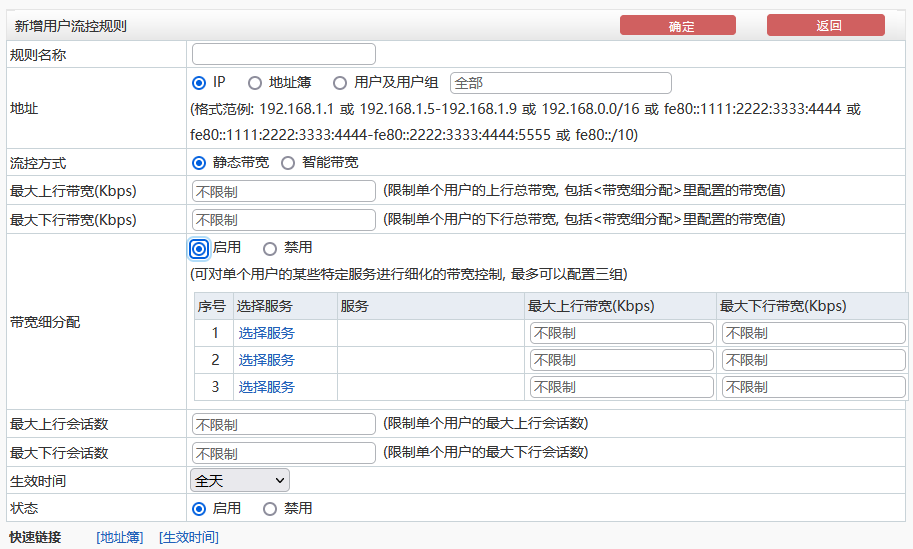 新增用户流控规则 确定 返回
规则名称
地址 IP 地址簿 用户及用户组 全部
(格式范例: 192.168.1.1 或 192.168.1.5-192.168.1.9 或 192.168.0.0/16 或 fe80::1111:2222:3333:4444 或
fe80::1111:2222:3333:4444-fe80::2222:3333:4444:5555 或 fe80::/10)
流控方式 静态带宽 智能带宽
最大上行带宽(Kbps) 不限制 (限制单个用户的上行总带宽, 包括<带宽细分配>里配置的带宽值)
最大下行带宽(Kbps) 不限制 (限制单个用户的下行总带宽, 包括<带宽细分配>里配置的带宽值)
带宽细分配 启用 禁用
(可对单个用户的某些特定服务进行细化的带宽控制, 最多可以配置三组)
序号 选择服务 服务 最大上行带宽(Kbps) 最大下行带宽(Kbps)
1 选择服务 不限制 不限制
2 选择服务 不限制 不限制
3 选择服务 不限制 不限制
最大上行会话数 不限制 (限制单个用户的最大上行会话数)
最大下行会话数 不限制 (限制单个用户的最大下行会话数)
生效时间 全天
状态 启用 禁用
快速链接 [地址簿] [生效时间]